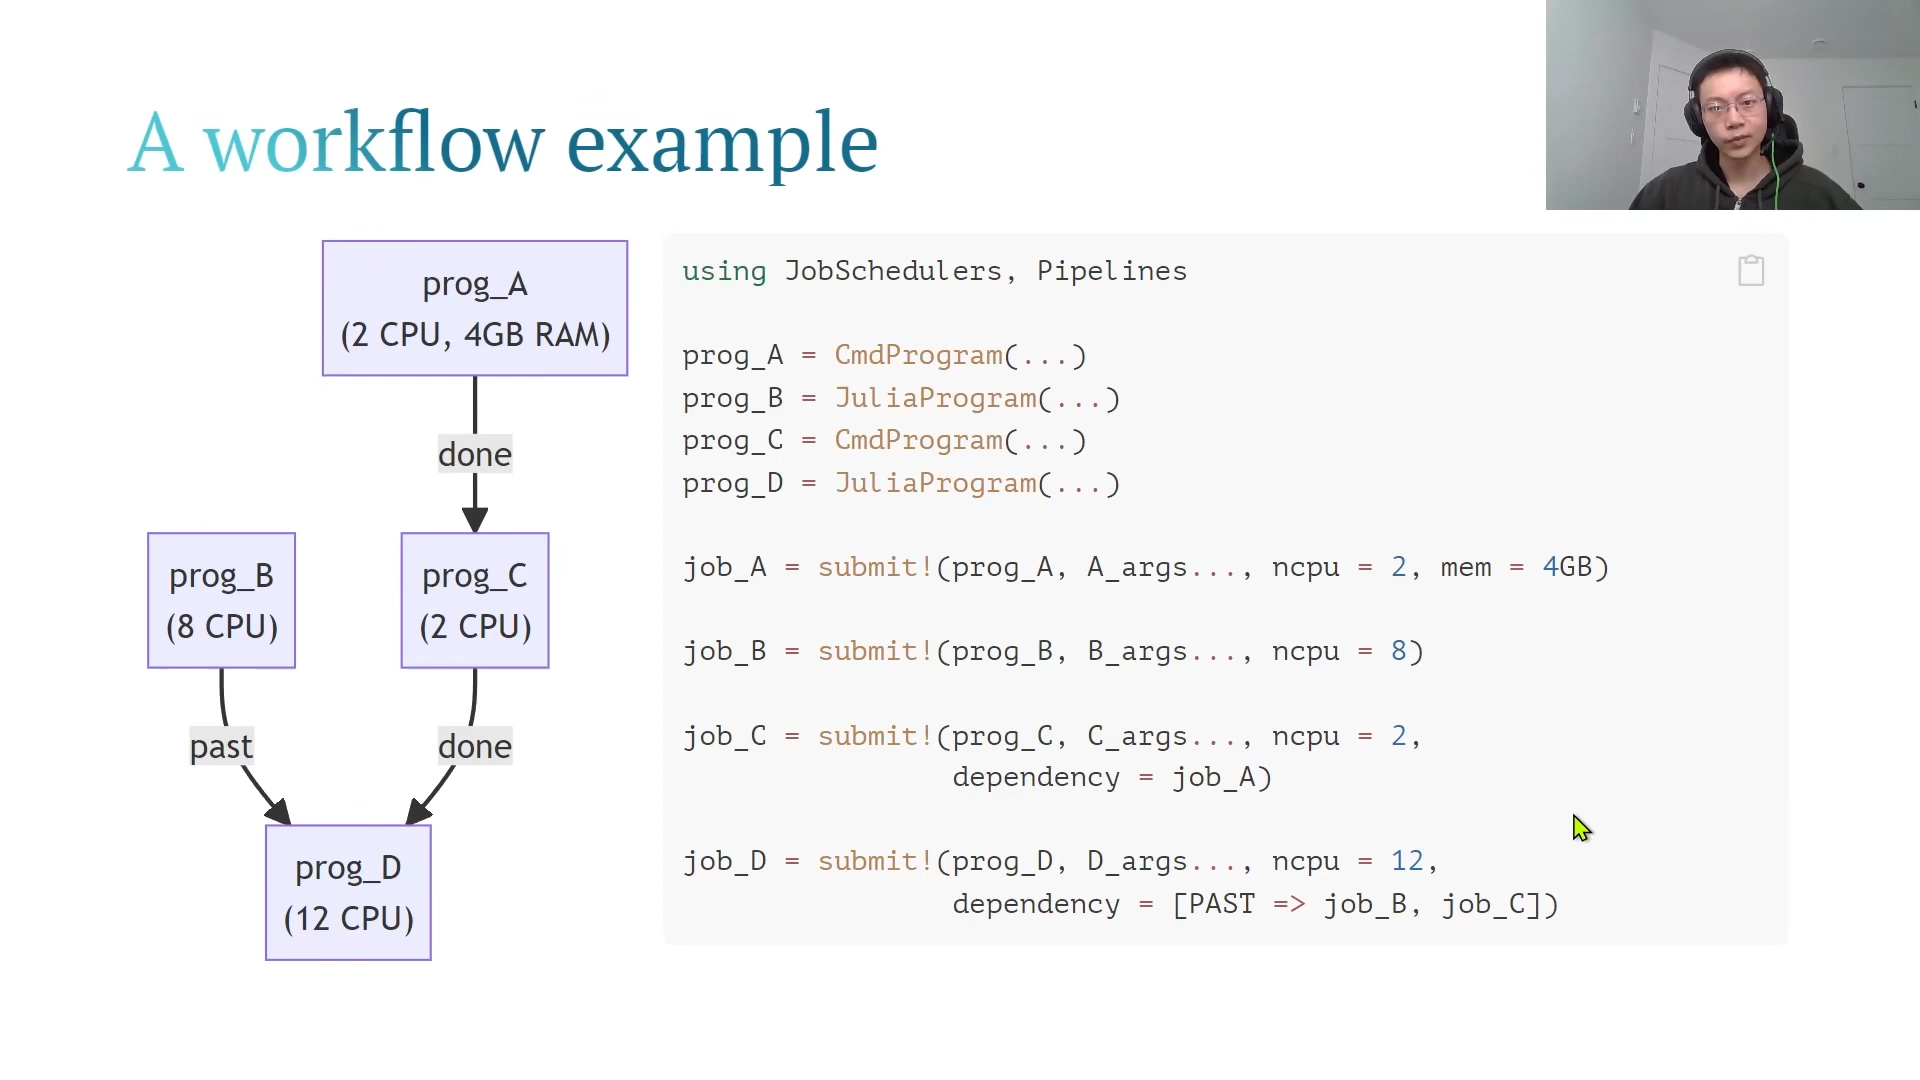 A workflow example
prog_A
(2 CPU, 4GB RAM)
done
prog_B
(8 CPU)
prog_C
(2 CPU)
past
done
prog_D
(12 CPU)
using JobSchedulers, Pipelines
prog_A = CmdProgram(...)
prog_B = JuliaProgram(...)
prog_C = CmdProgram(...)
prog_D = JuliaProgram(...)
job_A = submit!(prog_A, A_args..., ncpu = 2, mem = 4GB)
job_B = submit!(prog_B, B_args..., ncpu = 8)
job_C = submit!(prog_C, C_args..., ncpu = 2,
dependency = job_A)
job_D = submit!(prog_D, D_args..., ncpu = 12,
dependency = [PAST => job_B, job_C])